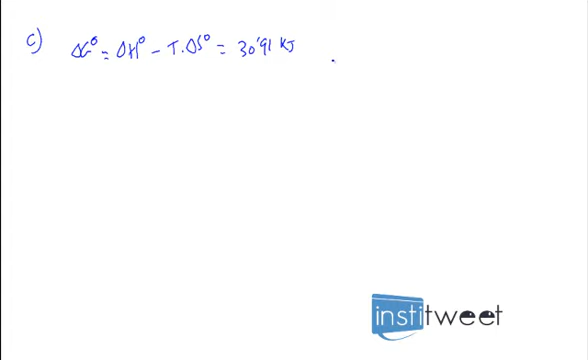 c) ΔG° = ΔH° - T.ΔS° = 30'91 KJ
institweet